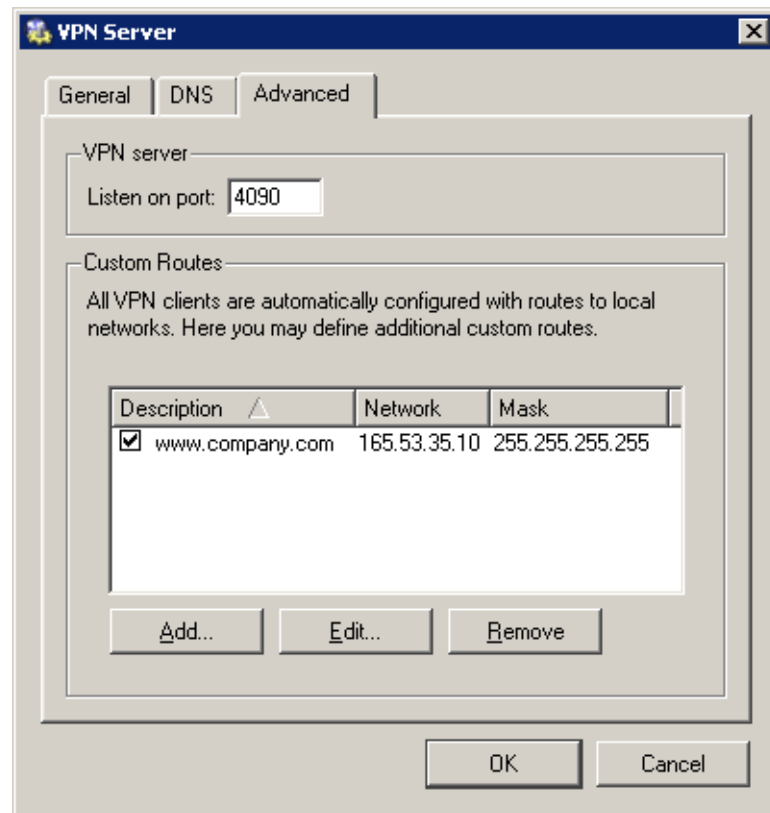 VPN Server
General DNS Advanced
VPN server
Listen on port: 4090
Custom Routes
All VPN clients are automatically configured with routes to local
networks. Here you may define additional custom routes.
Description Network Mask
www.company.com 165.53.35.10 255.255.255.255
Add... Edit... Remove
OK Cancel